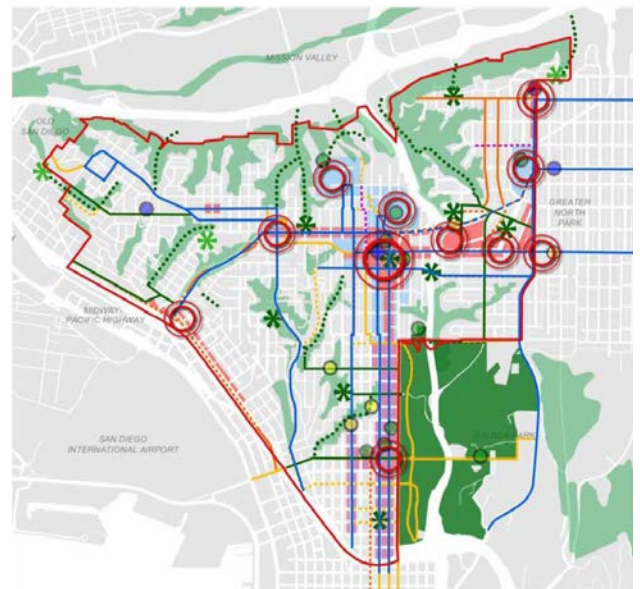 MISSION VALLEY
OLD
SAN DIEGO
GREATER
NORTH
PARK
MIDWAY-
PACIFIC HIGHWAY
SAN DIEGO
INTERNATIONAL AIRPORT
BALBOA PARK